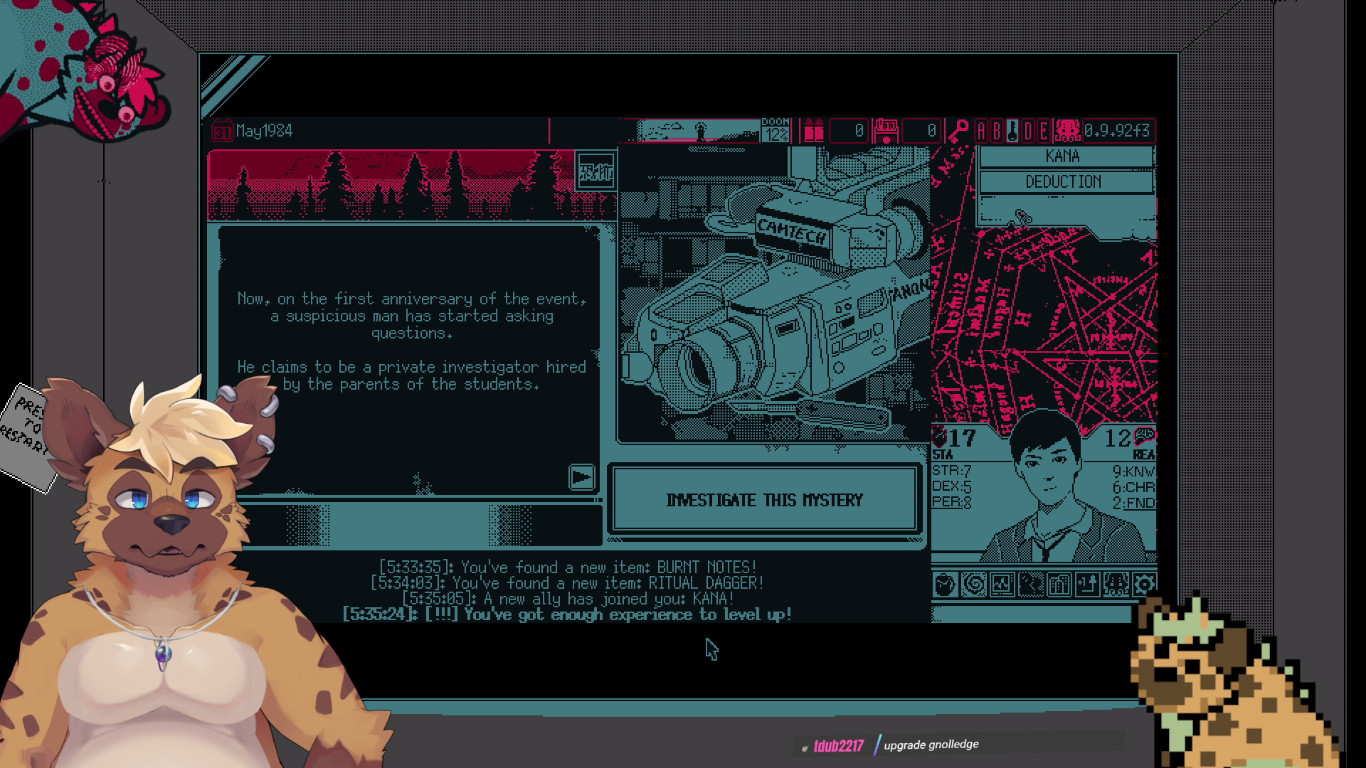 May1984
DOOM
12%
0
0
A B D E
0.9.92f3
KANA
DEDUCTION
CAMTECH
Now, on the first anniversary of the event,
a suspicious man has started asking
questions.
He claims to be a private investigator hired
by the parents of the students.
PRESS
TO
RESTART
INVESTIGATE THIS MYSTERY
17
STA
12
REA
STR:7
DEX:5
PER:8
9:KNW
6:CHR
2:FND
[5:33:35]: You've found a new item: BURNT NOTES!
[5:34:03]: You've found a new item: RITUAL DAGGER!
[5:35:05]: A new ally has joined you: KANA!
[5:35:24]: [!!!] You've got enough experience to level up!
tdub2217 / upgrade gnolledge